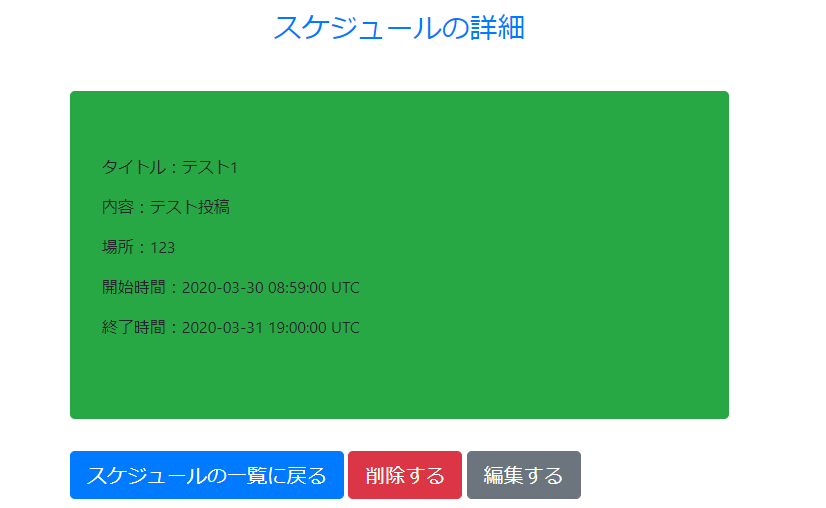 スケジュールの詳細
タイトル：テスト1
内容：テスト投稿
場所：123
開始時間：2020-03-30 08:59:00 UTC
終了時間：2020-03-31 19:00:00 UTC
スケジュールの一覧に戻る 削除する 編集する